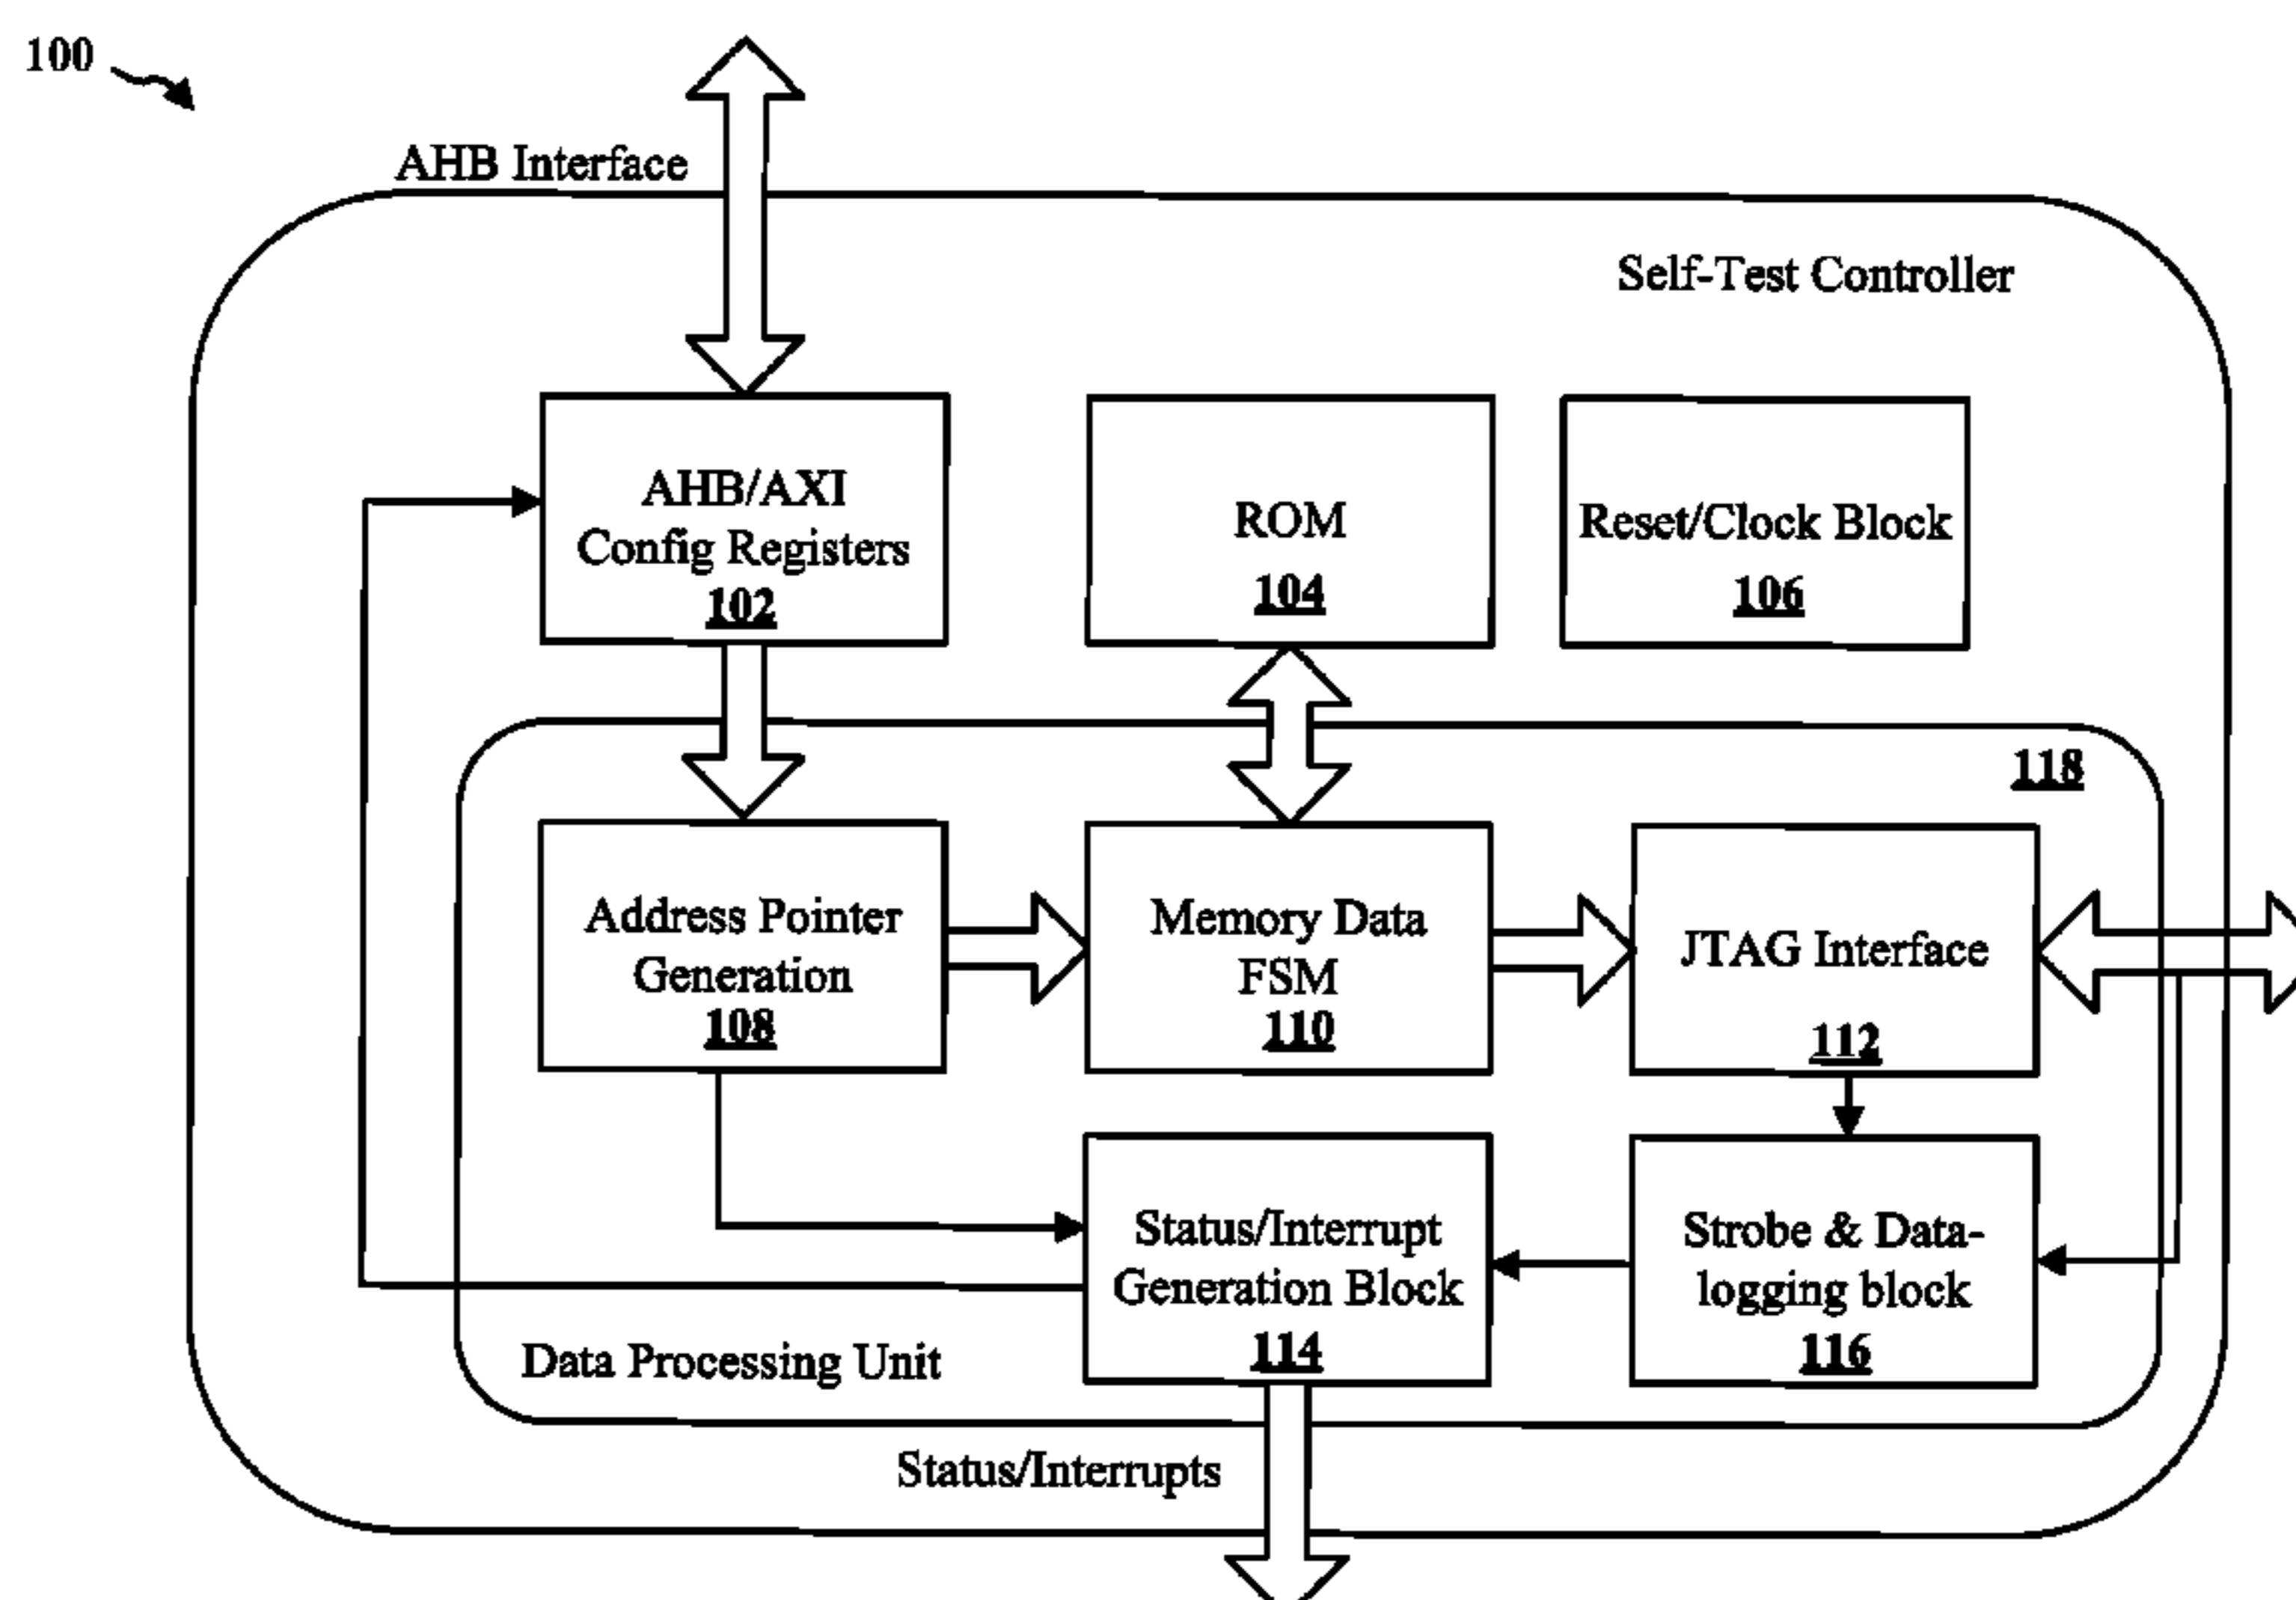 100
AHB Interface
Self-Test Controller
AHB/AXI
Config Registers
102
ROM
104
Reset/Clock Block
106
118
Address Pointer
Generation
108
Memory Data
FSM
110
JTAG Interface
112
Status/Interrupt
Generation Block
114
Strobe & Data-
logging block
116
Data Processing Unit
Status/Interrupts